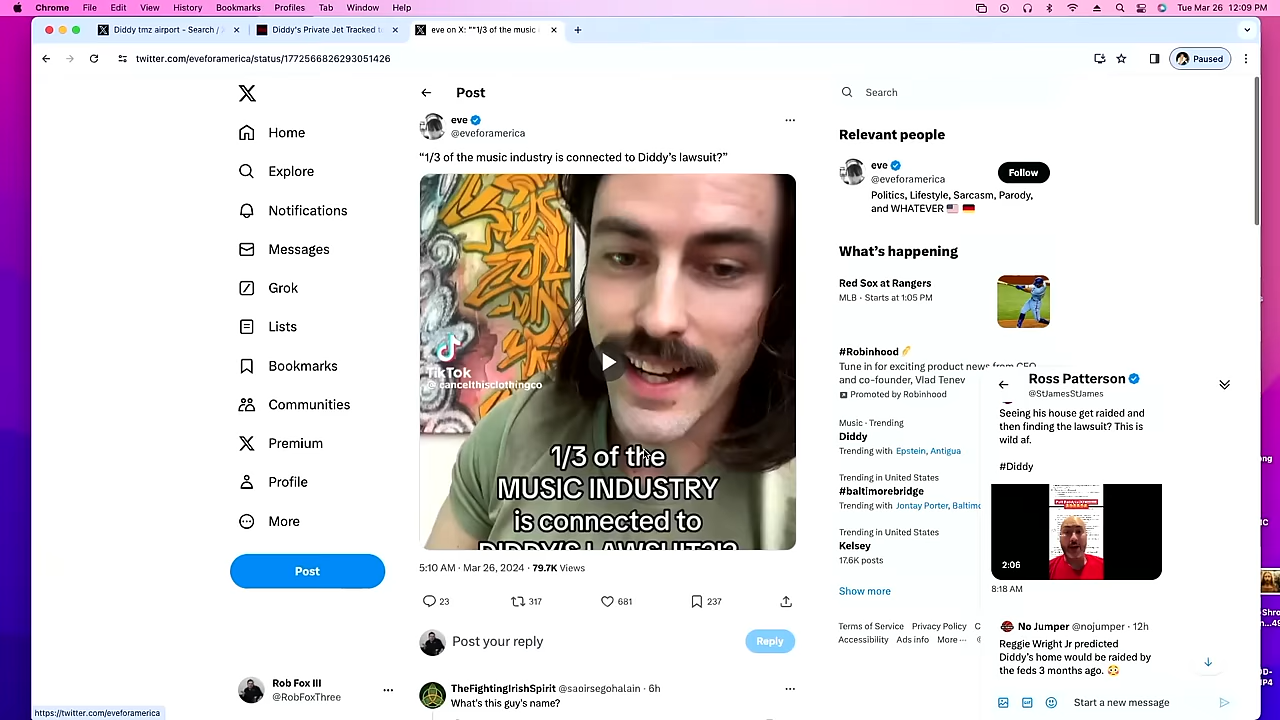 Chrome File Edit View History Bookmarks Profiles Tab Window Help
Tue Mar 26 12:09 PM
Diddy tmz airport - Search /
Diddy's Private Jet Tracked t
eve on X: "“1/3 of the music
twitter.com/eveforamerica/status/1772566826293051426
Paused
Home
Explore
Notifications
Messages
Grok
Lists
Bookmarks
Communities
Premium
Profile
More
Post
Rob Fox III
@RobFoxThree
https://twitter.com/eveforamerica
Post
eve
@eveforamerica
“1/3 of the music industry is connected to Diddy’s lawsuit?”
TikTok
@cancelthisclothingco
1/3 of the
MUSIC INDUSTRY
is connected to
DIDDY'S LAWSUIT?!?
5:10 AM · Mar 26, 2024 · 79.7K Views
23 317 681 237
Post your reply
Reply
TheFightingIrishSpirit @saoirsegohalain · 6h
What's this guy's name?
Search
Relevant people
eve
@eveforamerica
Follow
Politics, Lifestyle, Sarcasm, Parody,
and WHATEVER
What’s happening
Red Sox at Rangers
MLB · Starts at 1:05 PM
#Robinhood
Tune in for exciting product news from CEO
and co-founder, Vlad Tenev
Promoted by Robinhood
Music · Trending
Diddy
Trending with Epstein, Antigua
Trending in United States
#baltimorebridge
Trending with Jontay Porter, Baltimo
Trending in United States
Kelsey
17.6K posts
Show more
Terms of Service Privacy Policy C
Accessibility Ads info More ···
Ross Patterson
@StJamesStJames
Seeing his house get raided and
then finding the lawsuit? This is
wild af.
#Diddy
2:06
8:18 AM
No Jumper @nojumper · 12h
Reggie Wright Jr predicted
Diddy’s home would be raided by
the feds 3 months ago.
Start a new message